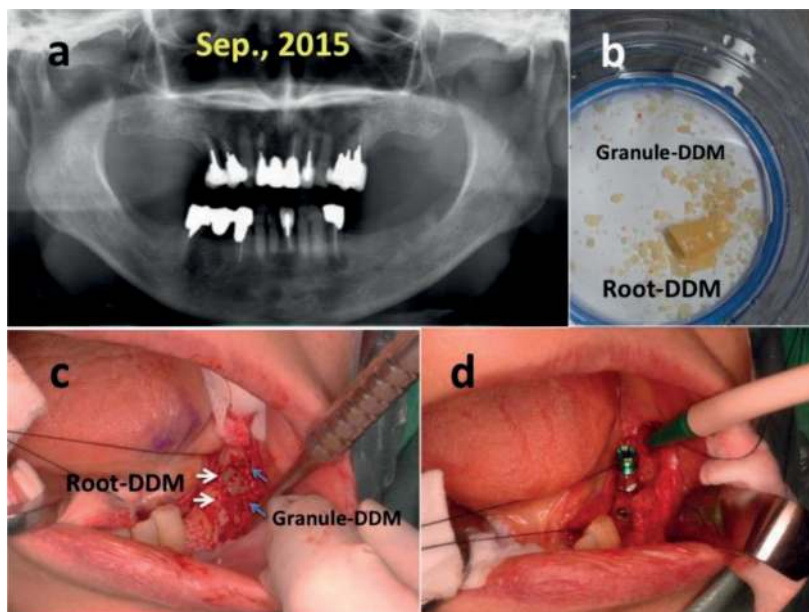 a
Sep., 2015
b
Granule-DDM
Root-DDM
c
Root-DDM
Granule-DDM
d